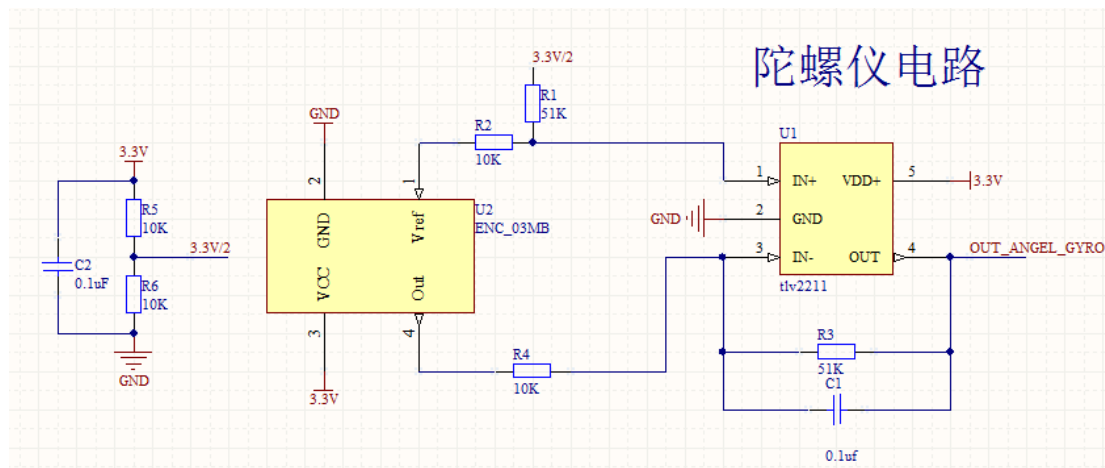 陀螺仪电路
3.3V/2
R1
51K
GND
R2
10K
U1
3.3V
2
1
1
IN+
VDD+
5
3.3V
R5
10K
GND
Vref
U2
ENC_03MB
GND
2
GND
3.3V/2
3
IN-
OUT
4
OUT_ANGEL_GYRO
C2
0.1uF
R6
10K
VCC
Out
tlv2211
3
4
R4
10K
R3
51K
GND
3.3V
C1
0.1uf